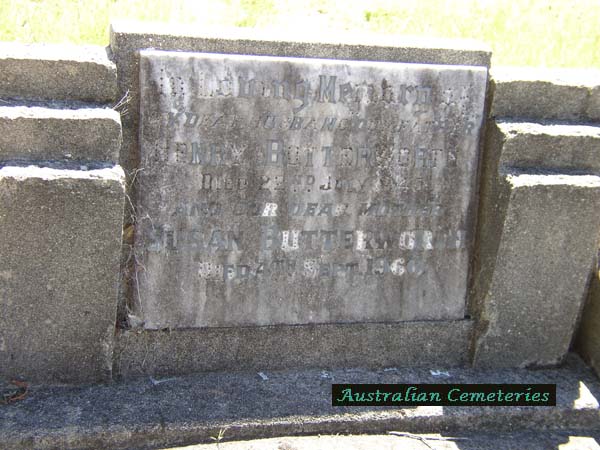 In Loving Memory of
My Dear Husband & Father
HENRY BUTTERWORTH
DIED 22ND JULY
AND OUR DEAR MOTHER
SUSAN BUTTERWORTH
DIED 4TH SEPT. 1960
Australian Cemeteries